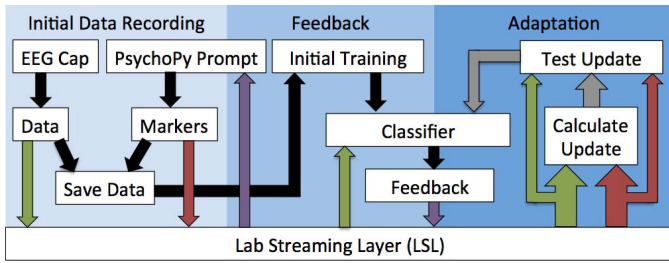 Initial Data Recording
Feedback
Adaptation
EEG Cap
PsychoPy Prompt
Initial Training
Test Update
Data
Markers
Classifier
Calculate
Update
Save Data
Feedback
Lab Streaming Layer (LSL)